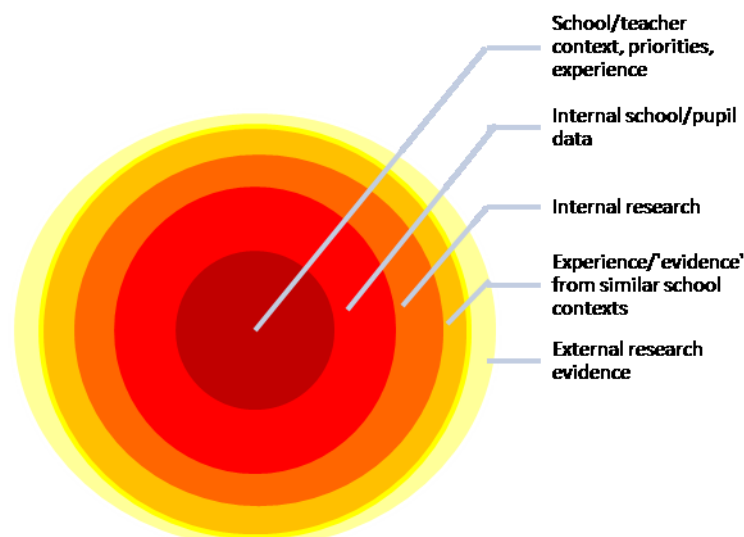 School/teacher
context, priorities,
experience
Internal school/pupil
data
Internal research
Experience/'evidence'
from similar school
contexts
External research
evidence